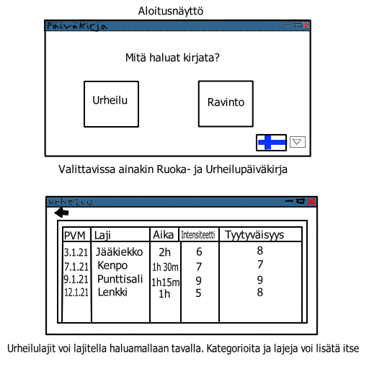 Aloitusnäyttö
Päiväkirja
Mitä haluat kirjata?
Urheilu Ravinto
Valittavissa ainakin Ruoka- ja Urheilupäiväkirja
urheilu
PVM Laji Aika Intensiteetti Tyytyväisyys
3.1.21 Jääkiekko 2h 6 8
7.1.21 Kenpo 1h 30m 7 7
9.1.21 Punttisali 1h15m 9 9
12.1.21 Lenkki 1h 5 8
Urheilulajit voi lajitella haluamallaan tavalla. Kategorioita ja lajeja voi lisätä itse